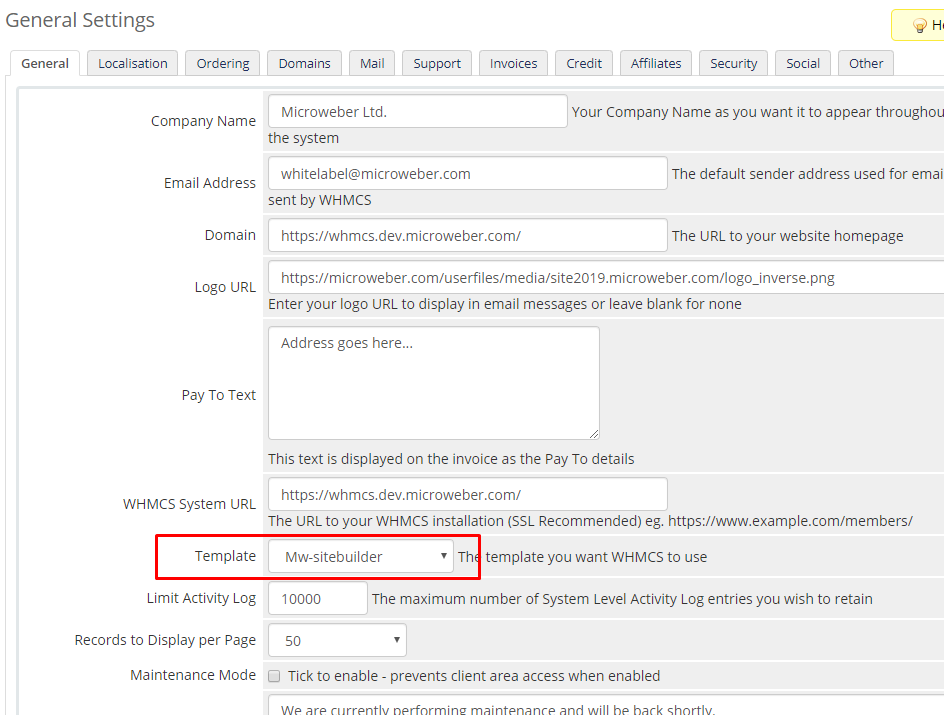 General Settings
General Localisation Ordering Domains Mail Support Invoices Credit Affiliates Security Social Other
Company Name Microweber Ltd. Your Company Name as you want it to appear
the system
Email Address whitelabel@microweber.com The default sender address used for
sent by WHMCS
Domain https://whmcs.dev.microweber.com/ The URL to your website homepage
Logo URL https://microweber.com/userfiles/media/site2019.microweber.com/logo_inverse.png
Enter your logo URL to display in email messages or leave blank for none
Pay To Text Address goes here...
This text is displayed on the invoice as the Pay To details
WHMCS System URL https://whmcs.dev.microweber.com/
The URL to your WHMCS installation (SSL Recommended) eg. https://www.example.com/members/
Template Mw-sitebuilder The template you want WHMCS to use
Limit Activity Log 10000 The maximum number of System Level Activity Log entries you wish to retain
Records to Display per Page 50
Maintenance Mode Tick to enable - prevents client area access when enabled
We are currently performing maintenance and will be back shortly.